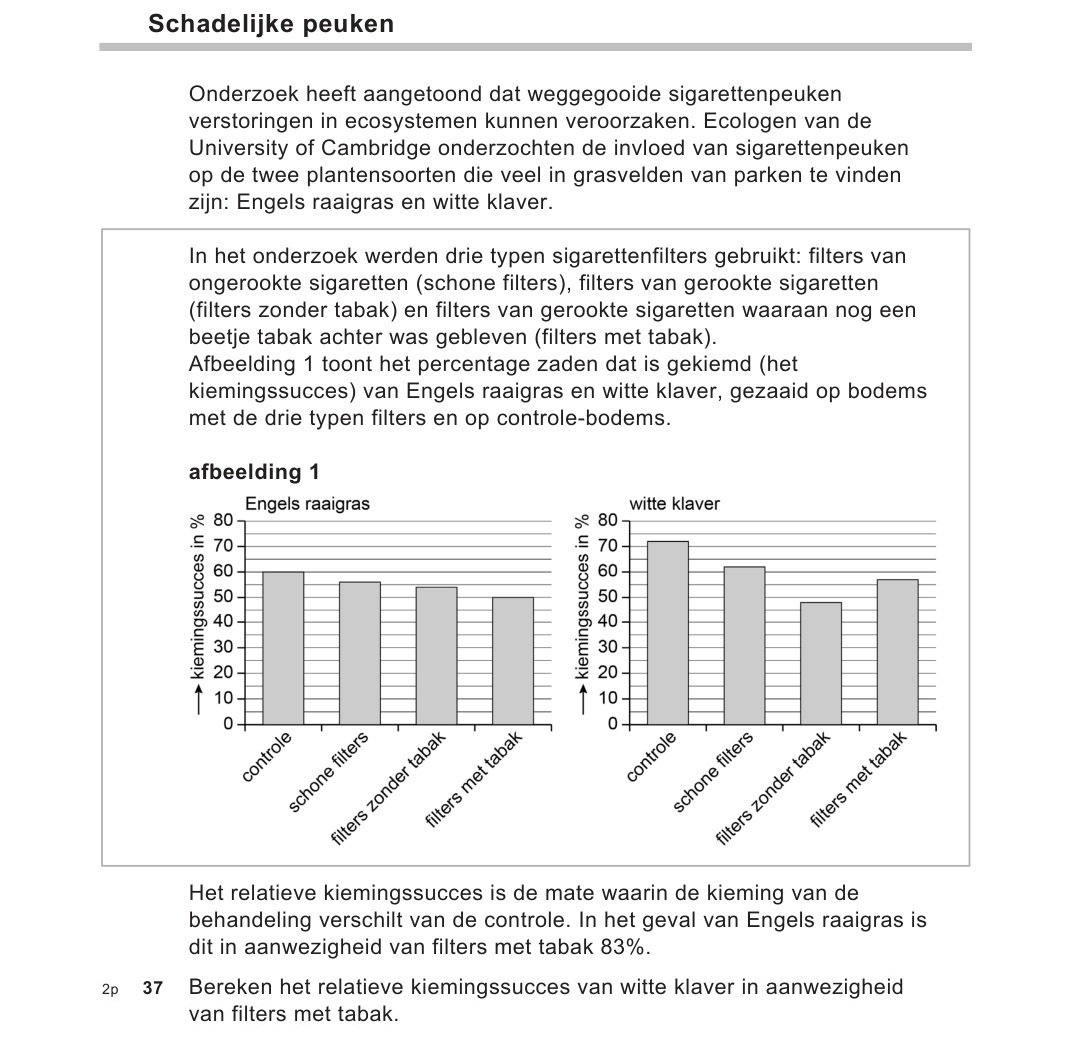 Schadelijke peuken
Onderzoek heeft aangetoond dat weggegooide sigarettenpeuken
verstoringen in ecosystemen kunnen veroorzaken. Ecologen van de
University of Cambridge onderzochten de invloed van sigarettenpeuken
op de twee plantensoorten die veel in grasvelden van parken te vinden
zijn: Engels raaigras en witte klaver.
In het onderzoek werden drie typen sigarettenfilters gebruikt: filters van
ongerookte sigaretten (schone filters), filters van gerookte sigaretten
(filters zonder tabak) en filters van gerookte sigaretten waaraan nog een
beetje tabak achter was gebleven (filters met tabak).
Afbeelding 1 toont het percentage zaden dat is gekiemd (het
kiemingssucces) van Engels raaigras en witte klaver, gezaaid op bodems
met de drie typen filters en op controle-bodems.
afbeelding 1
Engels raaigras
kiemingssucces in %
80
70
60
50
40
30
20
10
0
controle
schone filters
filters zonder tabak
filters met tabak
witte klaver
kiemingssucces in %
80
70
60
50
40
30
20
10
0
controle
schone filters
filters zonder tabak
filters met tabak
Het relatieve kiemingssucces is de mate waarin de kieming van de
behandeling verschilt van de controle. In het geval van Engels raaigras is
dit in aanwezigheid van filters met tabak 83%.
2p 37 Bereken het relatieve kiemingssucces van witte klaver in aanwezigheid
van filters met tabak.